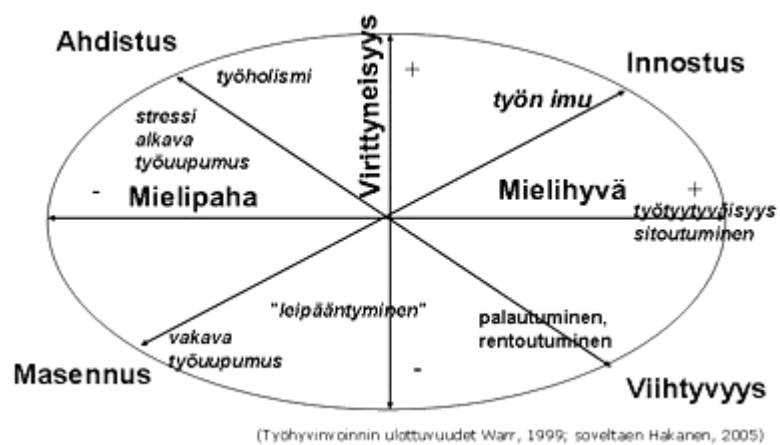 Ahdistus
työholismi
Virittyneisyys
+
Innostus
työn imu
stressi
alkava
työuupumus
-
Mielipaha
Mielihyvä
+
työtyytyväisyys
sitoutuminen
"leipääntyminen"
palautuminen,
rentoutuminen
vakava
työuupumus
-
Masennus
Viihtyvyys
(Työhyvinvoinnin ulottuvuudet Warr, 1999; soveltaen Hakanen, 2005)